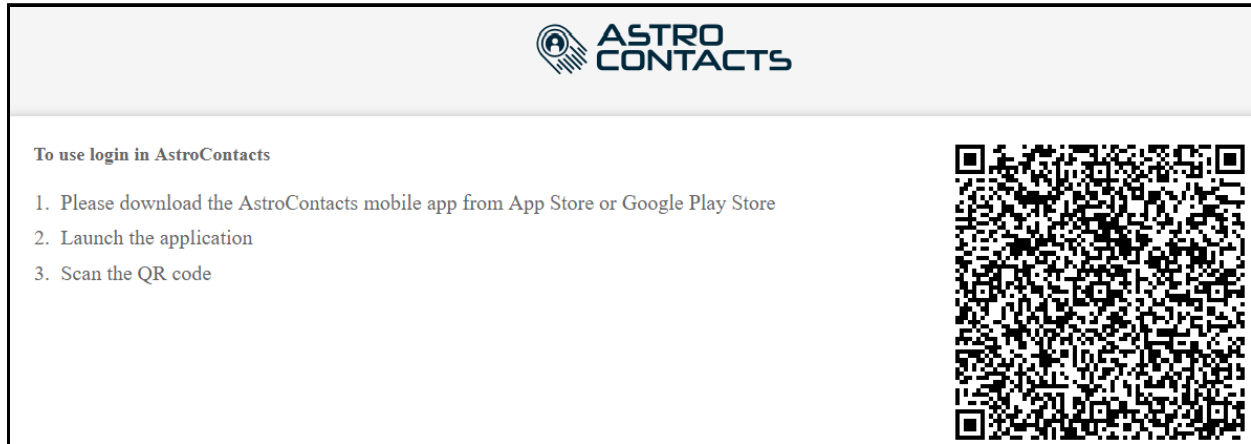 ASTRO
CONTACTS
To use login in AstroContacts
1. Please download the AstroContacts mobile app from App Store or Google Play Store
2. Launch the application
3. Scan the QR code